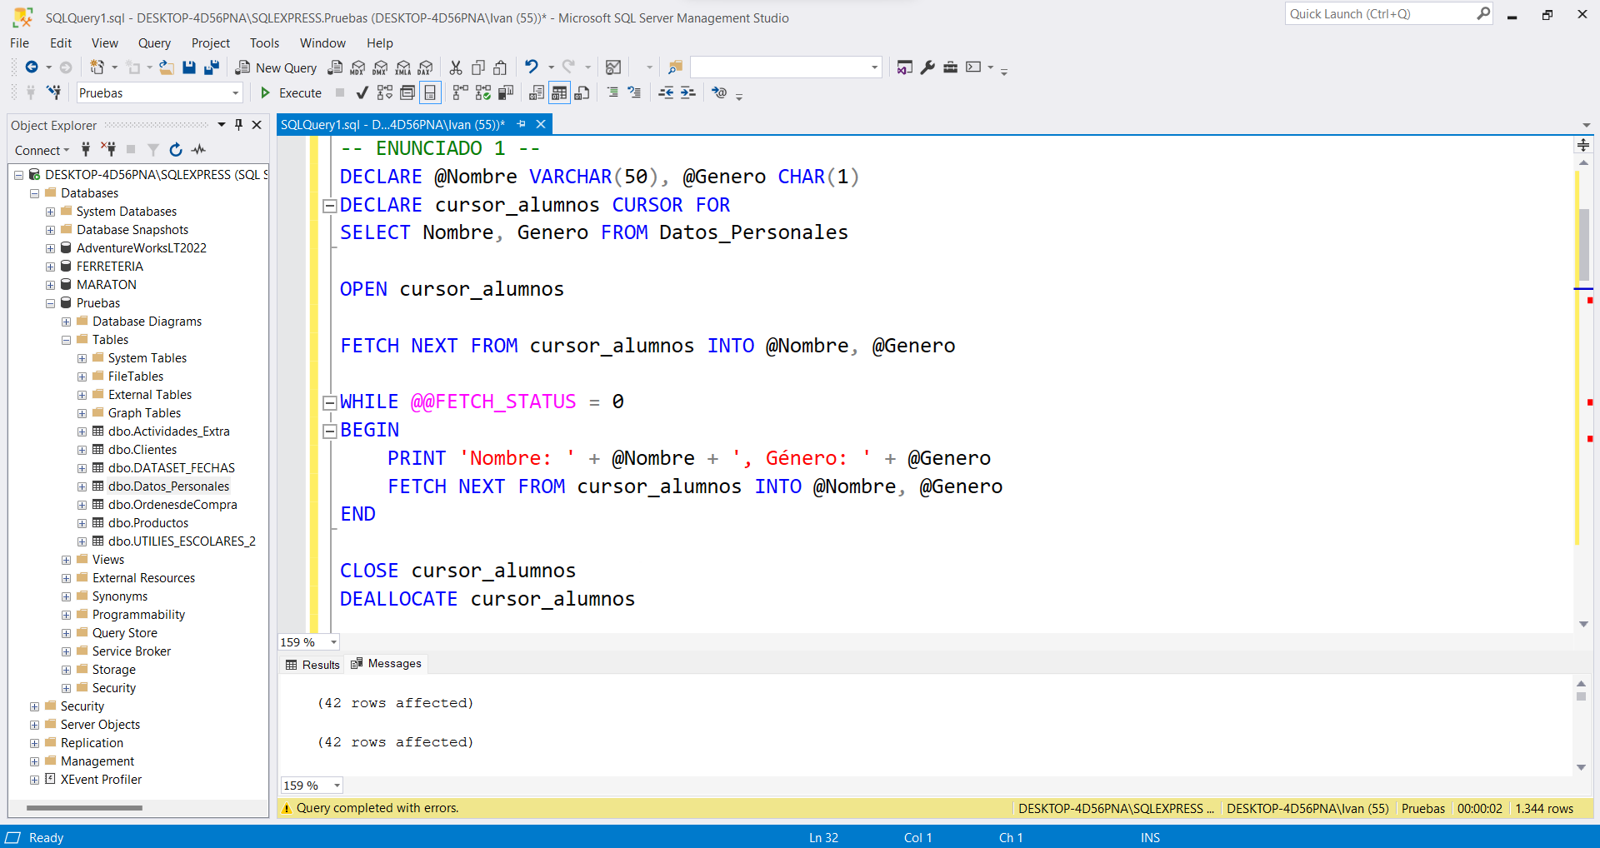 SQLQuery1.sql - DESKTOP-4D56PNA\SQLEXPRESS.Pruebas (DESKTOP-4D56PNA\Ivan (55))* - Microsoft SQL Server Management Studio
Quick Launch (Ctrl+Q)
File Edit View Query Project Tools Window Help
New Query MDX DMX XMLA DAX
Pruebas Execute
Object Explorer
Connect
DESKTOP-4D56PNA\SQLEXPRESS (SQL S
Databases
System Databases
Database Snapshots
AdventureWorksLT2022
FERRETERIA
MARATON
Pruebas
Database Diagrams
Tables
System Tables
FileTables
External Tables
Graph Tables
dbo.Actividades_Extra
dbo.Clientes
dbo.DATASET_FECHAS
dbo.Datos_Personales
dbo.OrdenesdeCompra
dbo.Productos
dbo.UTILIES_ESCOLARES_2
Views
External Resources
Synonyms
Programmability
Query Store
Service Broker
Storage
Security
Security
Server Objects
Replication
Management
XEvent Profiler
SQLQuery1.sql - D...4D56PNA\Ivan (55))*
-- ENUNCIADO 1 --
DECLARE @Nombre VARCHAR(50), @Genero CHAR(1)
DECLARE cursor_alumnos CURSOR FOR
SELECT Nombre, Genero FROM Datos_Personales
OPEN cursor_alumnos
FETCH NEXT FROM cursor_alumnos INTO @Nombre, @Genero
WHILE @@FETCH_STATUS = 0
BEGIN
PRINT 'Nombre: ' + @Nombre + ', Género: ' + @Genero
FETCH NEXT FROM cursor_alumnos INTO @Nombre, @Genero
END
CLOSE cursor_alumnos
DEALLOCATE cursor_alumnos
159 %
Results Messages
(42 rows affected)
(42 rows affected)
159 %
Query completed with errors.
DESKTOP-4D56PNA\SQLEXPRESS ... DESKTOP-4D56PNA\Ivan (55) Pruebas 00:00:02 1.344 rows
Ready Ln 32 Col 1 Ch 1 INS